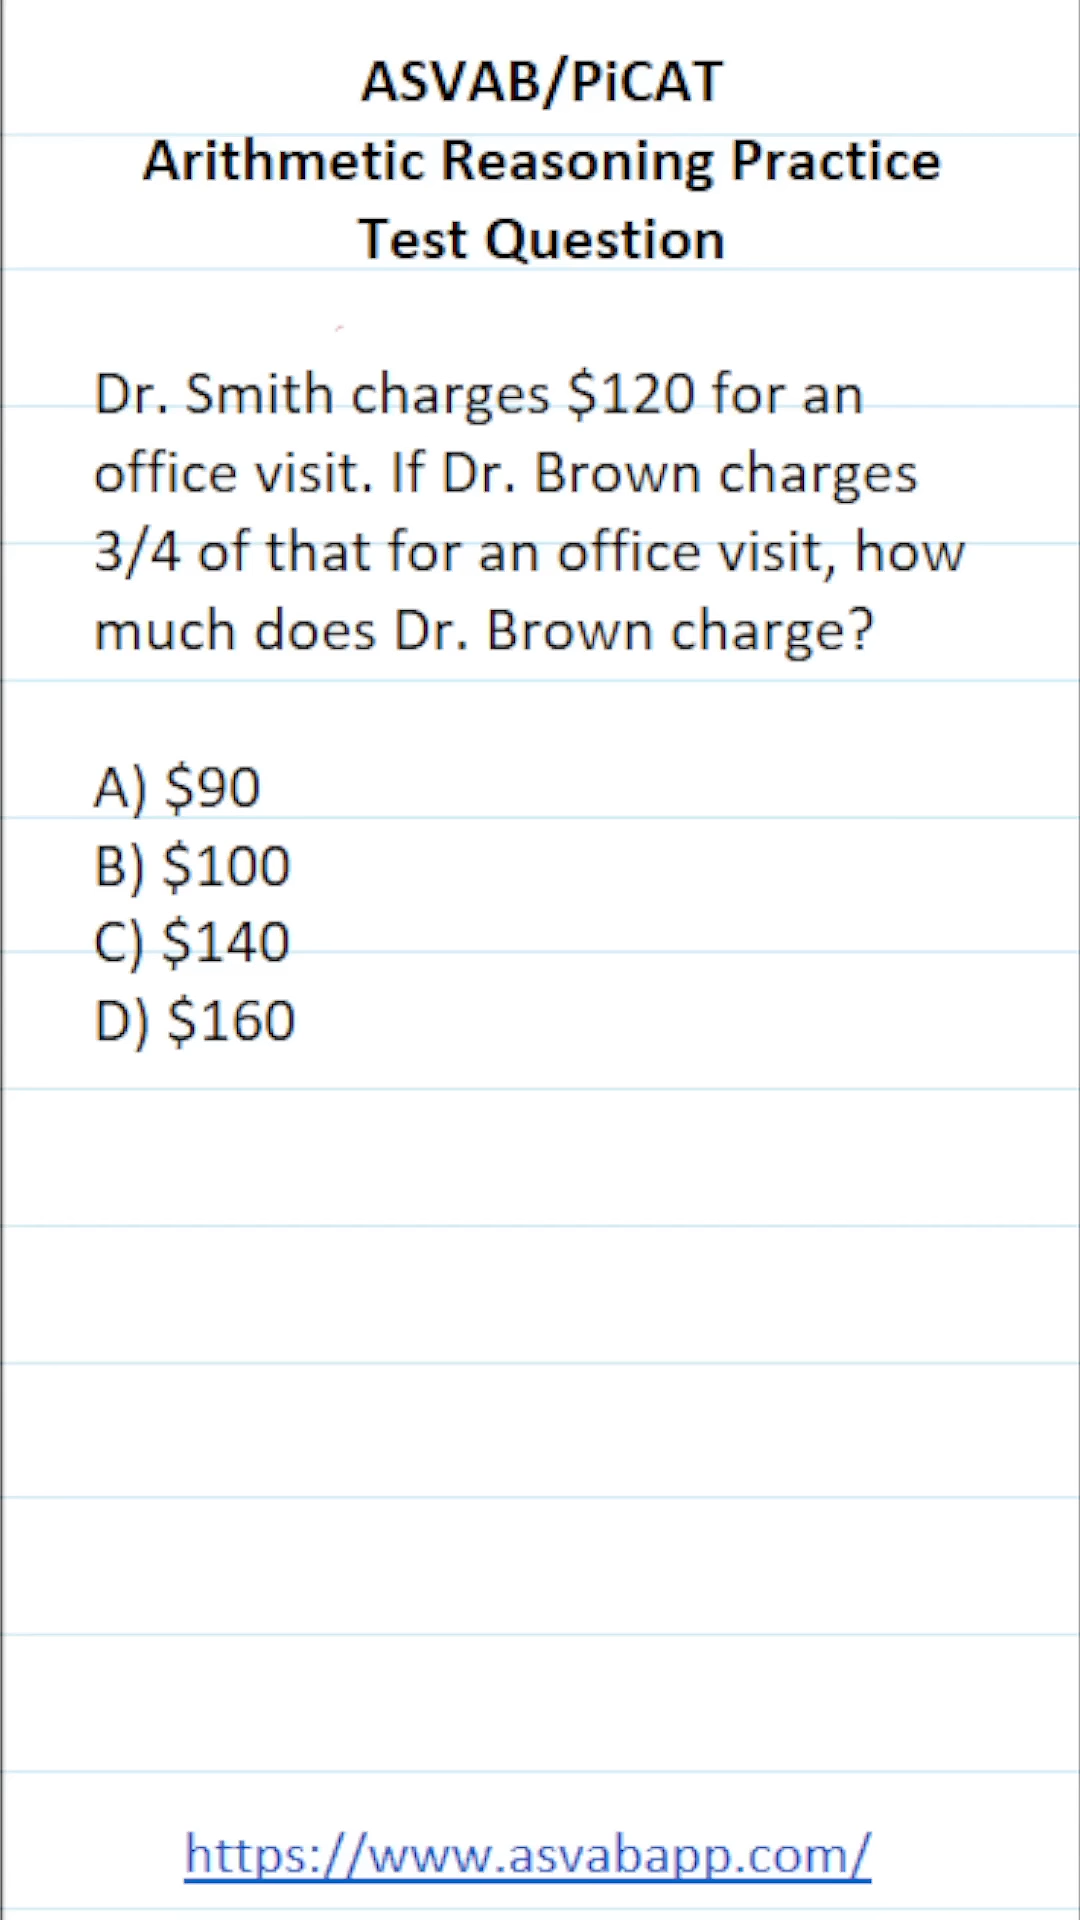 ASVAB/PiCAT
Arithmetic Reasoning Practice
Test Question
Dr. Smith charges $120 for an
office visit. If Dr. Brown charges
3/4 of that for an office visit, how
much does Dr. Brown charge?
A) $90
B) $100
C) $140
D) $160
https://www.asvabapp.com/